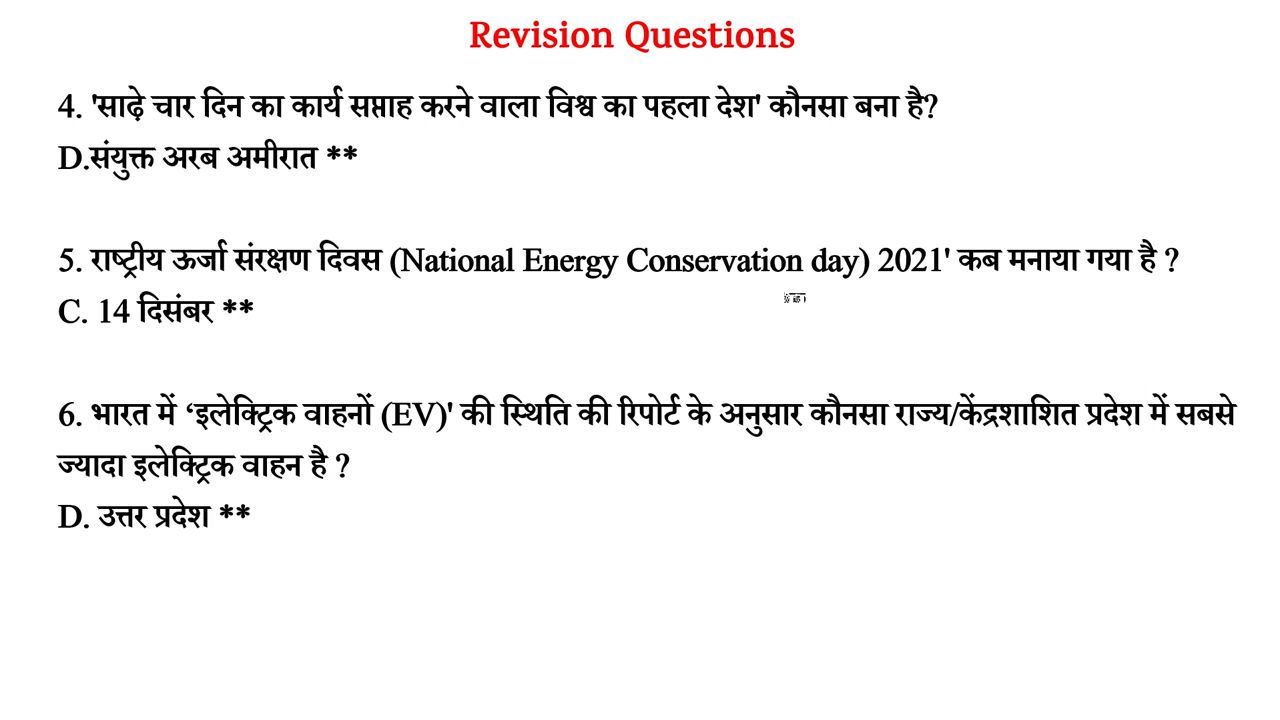 Revision Questions
4. 'साढ़े चार दिन का कार्य सप्ताह करने वाला विश्व का पहला देश' कौनसा बना है?
D.संयुक्त अरब अमीरात **
5. राष्ट्रीय ऊर्जा संरक्षण दिवस (National Energy Conservation day) 2021' कब मनाया गया है ?
C. 14 दिसंबर **
6. भारत में ‘इलेक्ट्रिक वाहनों (EV)' की स्थिति की रिपोर्ट के अनुसार कौनसा राज्य/केंद्रशाशित प्रदेश में सबसे
ज्यादा इलेक्ट्रिक वाहन है ?
D. उत्तर प्रदेश **